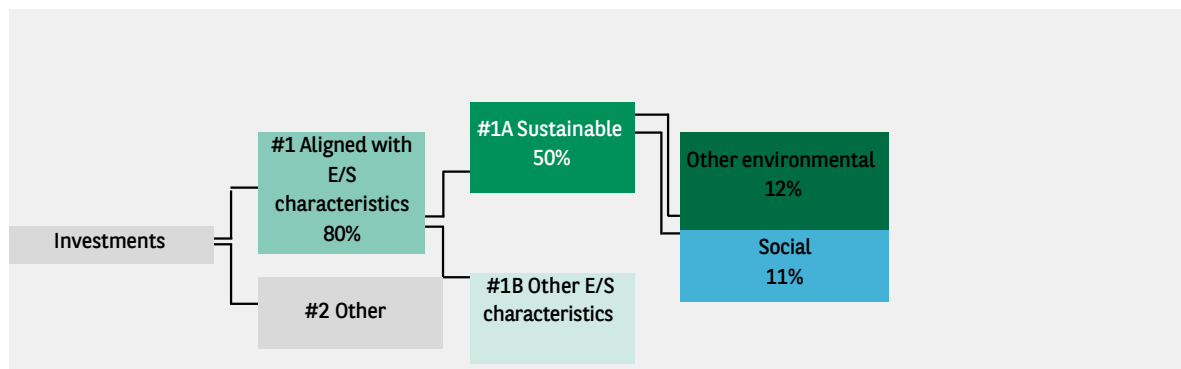 #1A Sustainable
50%
#1 Aligned with
E/S
characteristics
80%
Other environmental
12%
Investments
Social
11%
#2 Other
#1B Other E/S
characteristics